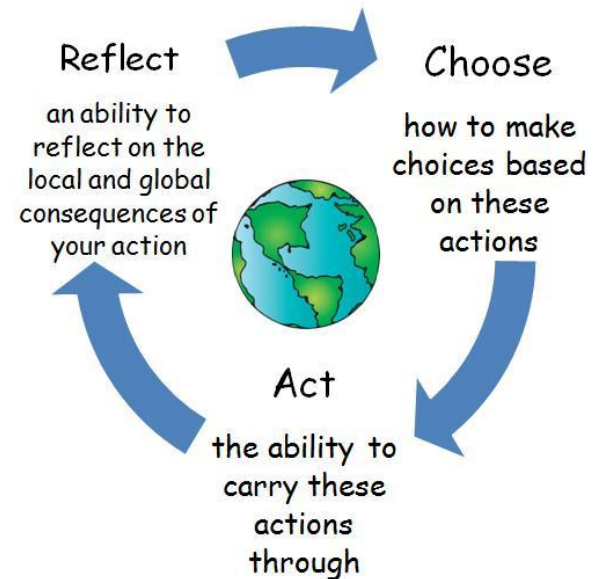 Reflect
an ability to
reflect on the
local and global
consequences of
your action
Choose
how to make
choices based
on these
actions
Act
the ability to
carry these
actions
through